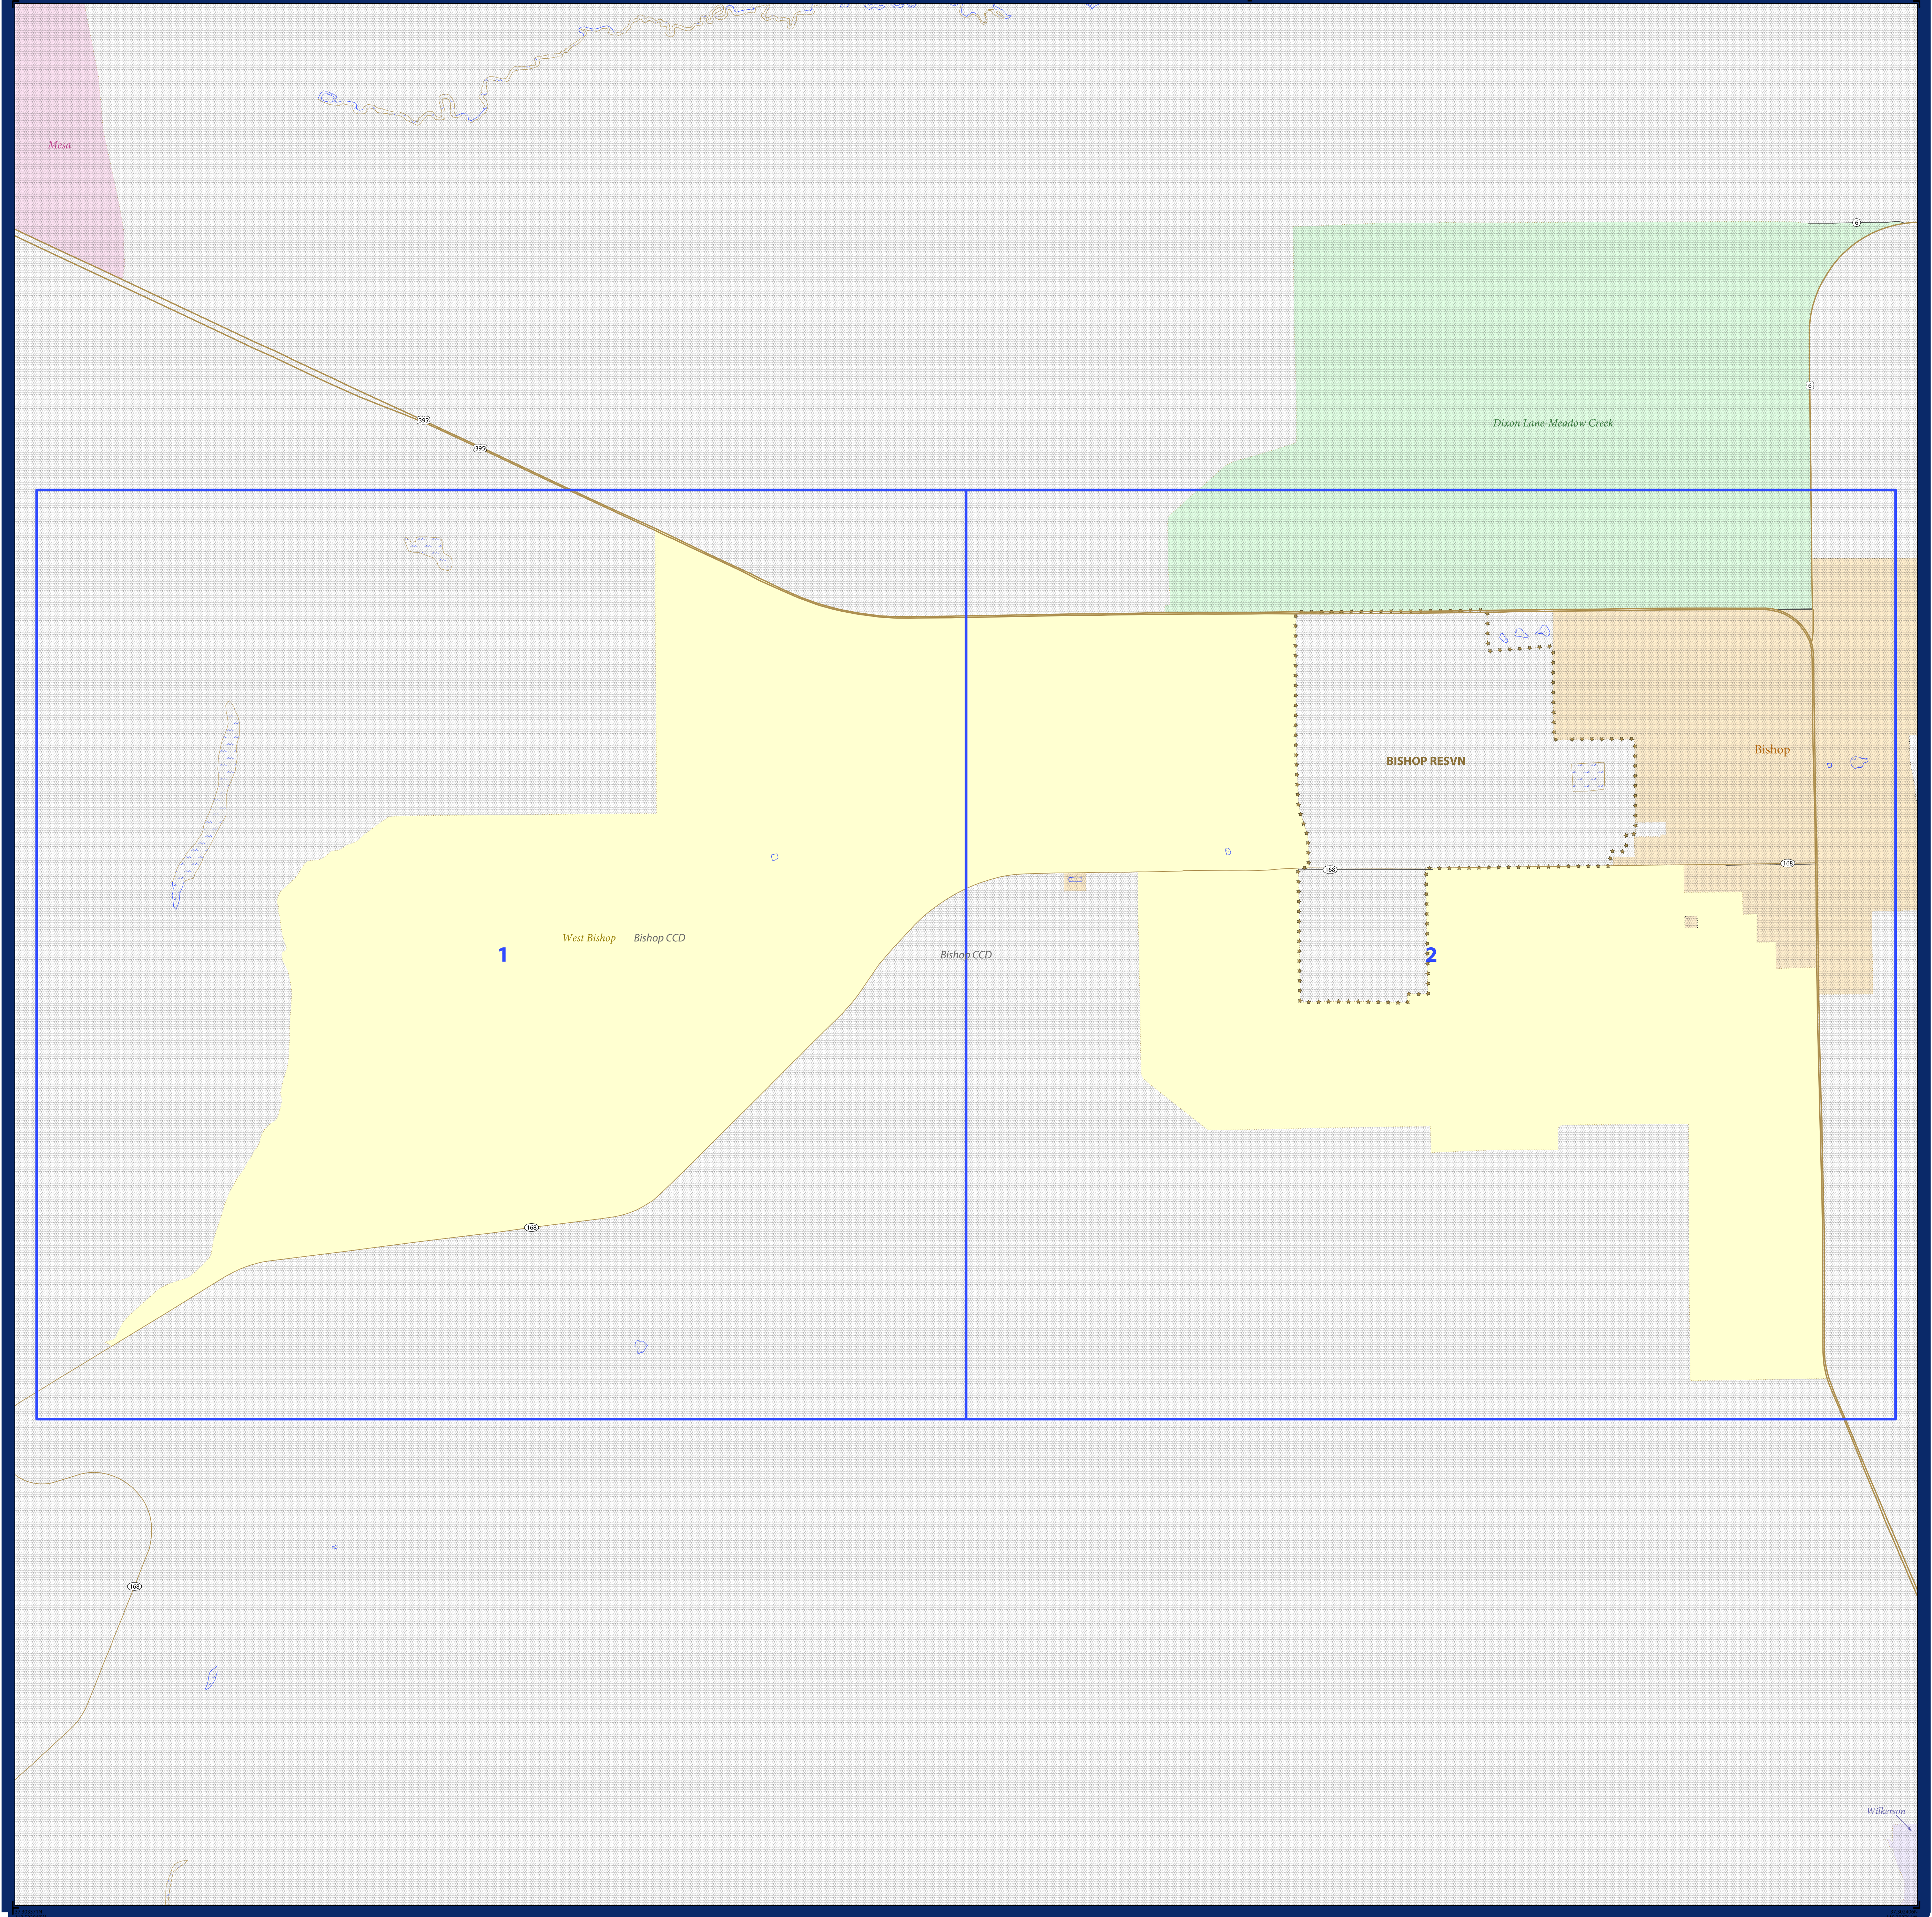 Mesa
6
6
395
Dixon Lane-Meadow Creek
395
Bishop
BISHOP RESVN
168
168
West Bishop
Bishop CCD
1
Bishop CCD
2
168
168
Wilkerson